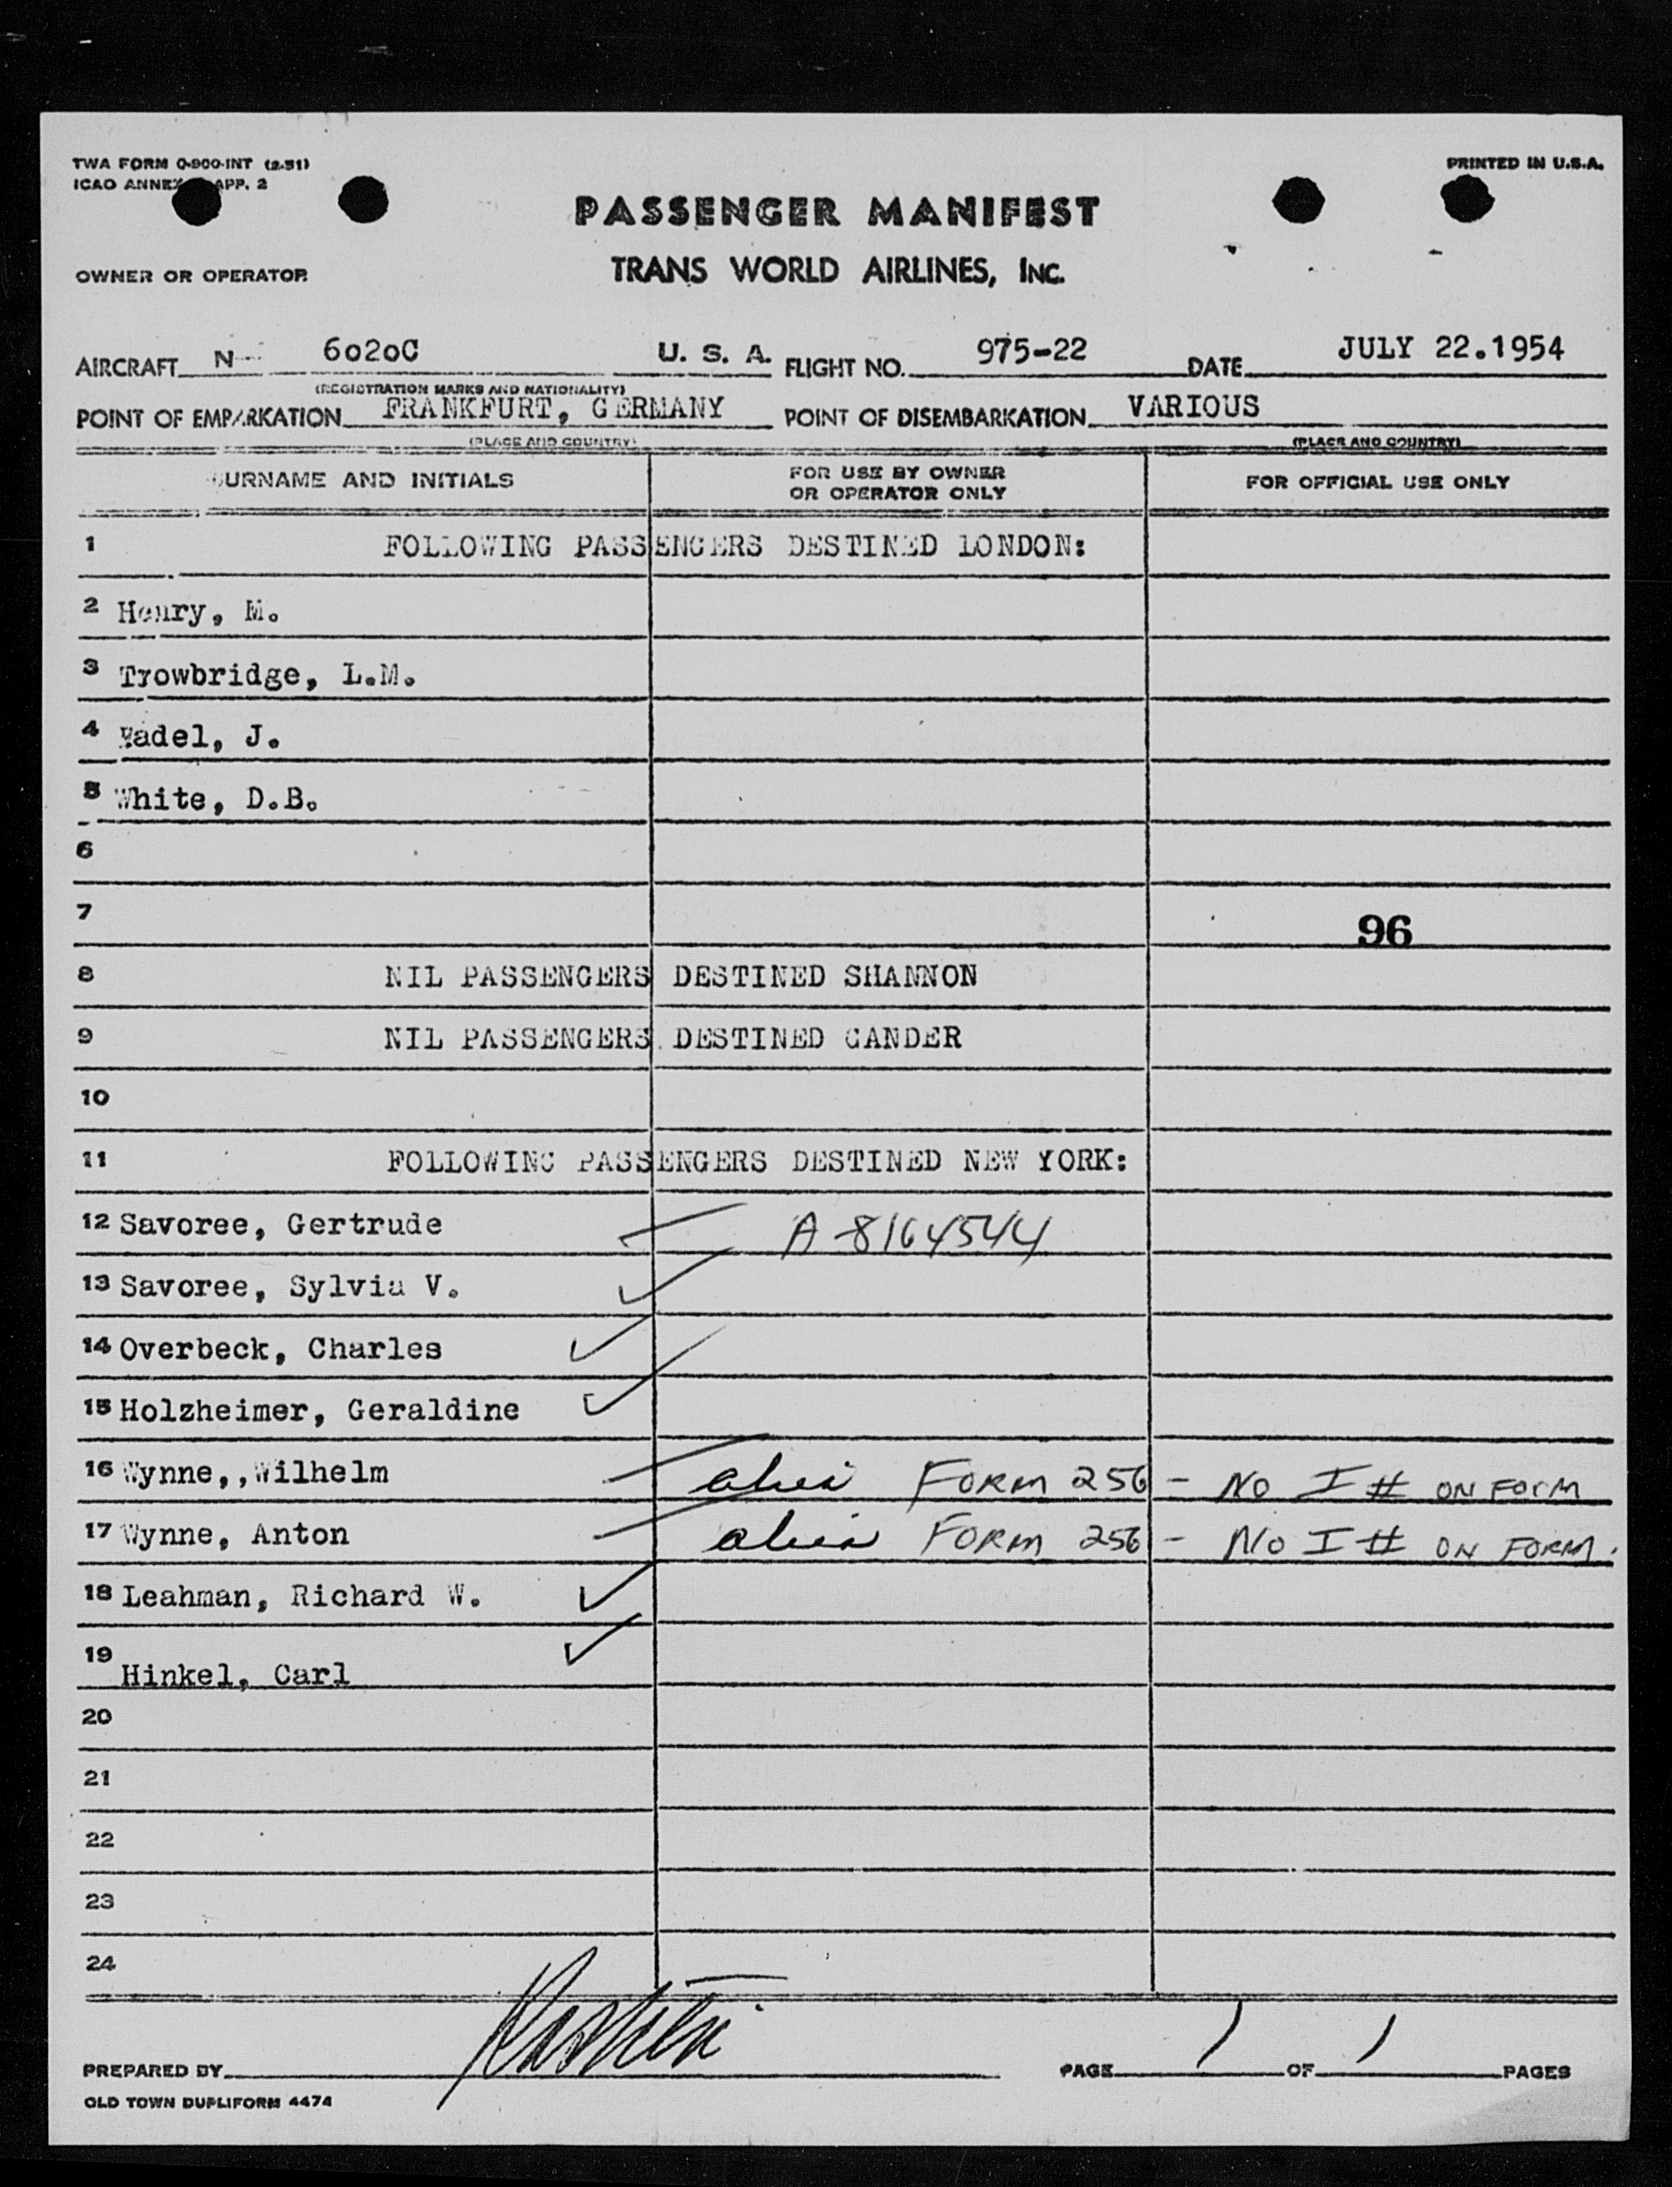 TWA FORM O-900-INT (2-51)
PRINTED IN U.S.A.
ICAO ANNEX APP. 2
PASSENGER MANIFEST
OWNER OR OPERATOR
TRANS WORLD AIRLINES, INC.
AIRCRAFT N 6020C U. S. A. FLIGHT NO. 975-22 DATE JULY 22.1954
(REGISTRATION MARKS AND NATIONALITY)
POINT OF EMBARKATION FRANKFURT, GERMANY POINT OF DISEMBARKATION VARIOUS
(PLACE AND COUNTRY) (PLACE AND COUNTRY)
SURNAME AND INITIALS FOR USE BY OWNER OR OPERATOR ONLY FOR OFFICIAL USE ONLY
1 FOLLOWING PASSENGERS DESTINED LONDON:
2 Henry, M.
3 Trowbridge, L.M.
4 Wadel, J.
5 White, D.B.
6
7 96
8 NIL PASSENGERS DESTINED SHANNON
9 NIL PASSENGERS DESTINED GANDER
10
11 FOLLOWING PASSENGERS DESTINED NEW YORK:
12 Savoree, Gertrude A-8164544
13 Savoree, Sylvia V.
14 Overbeck, Charles
15 Holzheimer, Geraldine
16 Wynne,,Wilhelm alien FORM 256 - NO I # ON FORM
17 Wynne, Anton alien FORM 256 - NO I # ON FORM.
18 Leahman, Richard W.
19 Hinkel, Carl
20
21
22
23
24
PREPARED BY PAGE 1 OF 1 PAGES
OLD TOWN DUPLIFORM 4474